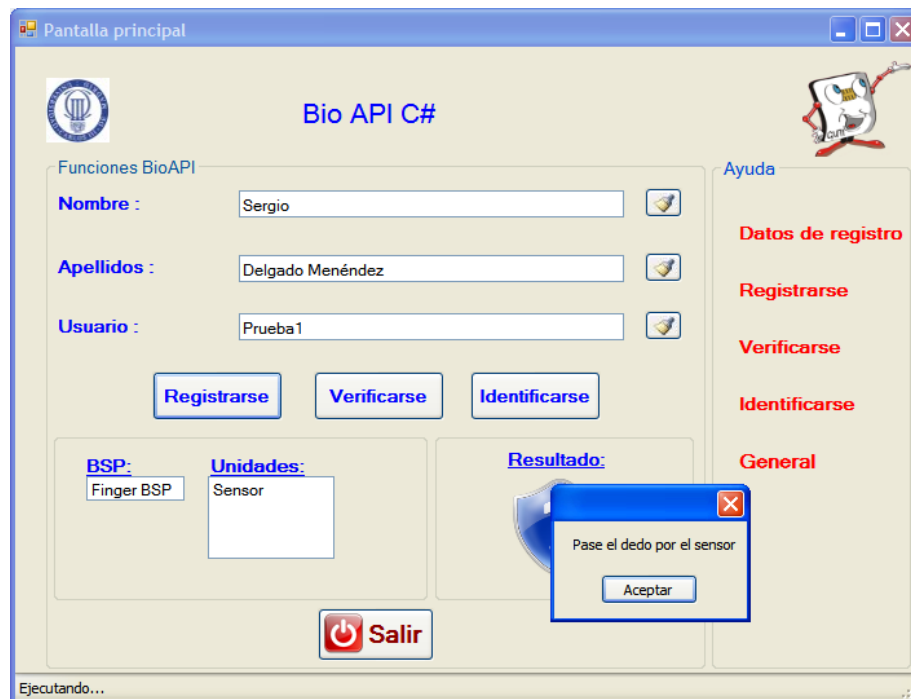 Pantalla principal
Bio API C#
Funciones BioAPI
Nombre :
Sergio
Apellidos :
Delgado Menéndez
Usuario :
Prueba1
Registrarse
Verificarse
Identificarse
BSP:
Finger BSP
Unidades:
Sensor
Resultado:
Pase el dedo por el sensor
Aceptar
Salir
Ayuda
Datos de registro
Registrarse
Verificarse
Identificarse
General
Ejecutando...